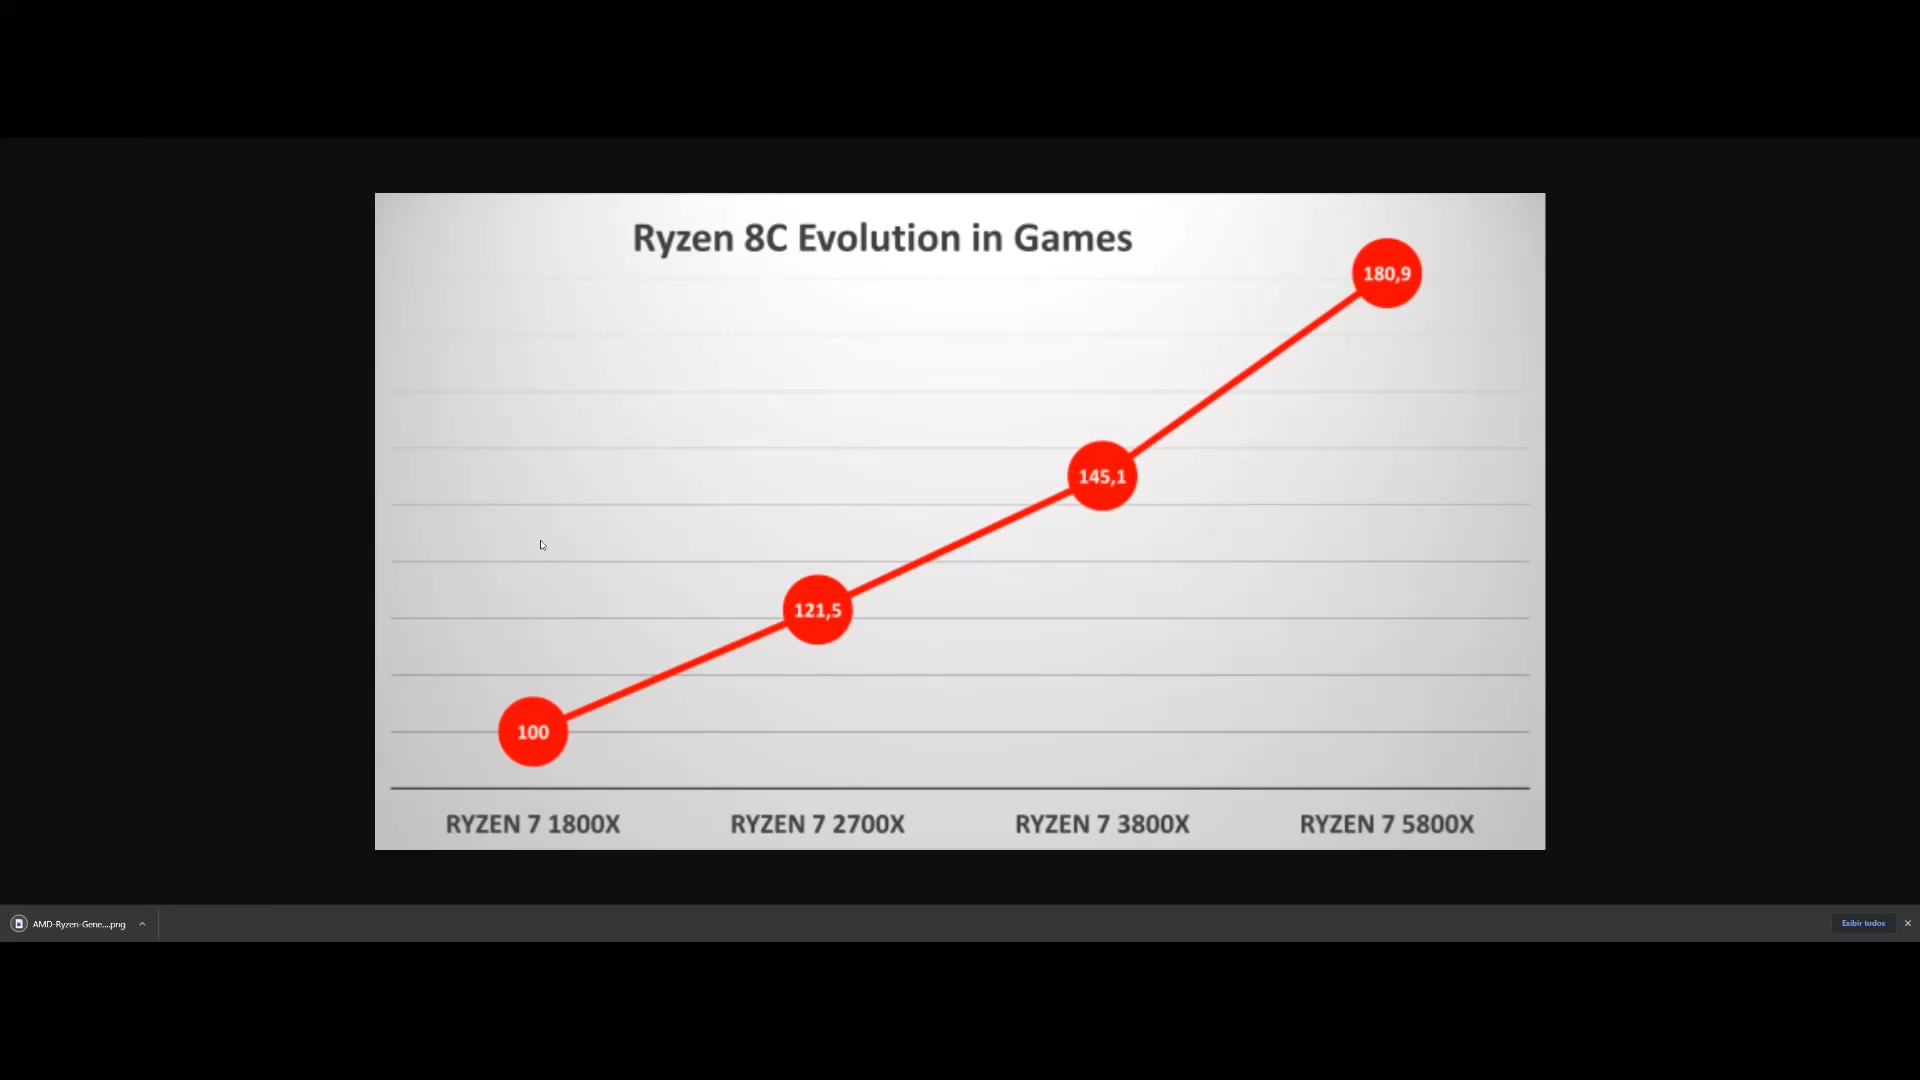 Ryzen 8C Evolution in Games
180,9
145,1
121,5
100
RYZEN 7 1800X
RYZEN 7 2700X
RYZEN 7 3800X
RYZEN 7 5800X
AMD-Ryzen-Gene....png
Exibir todos